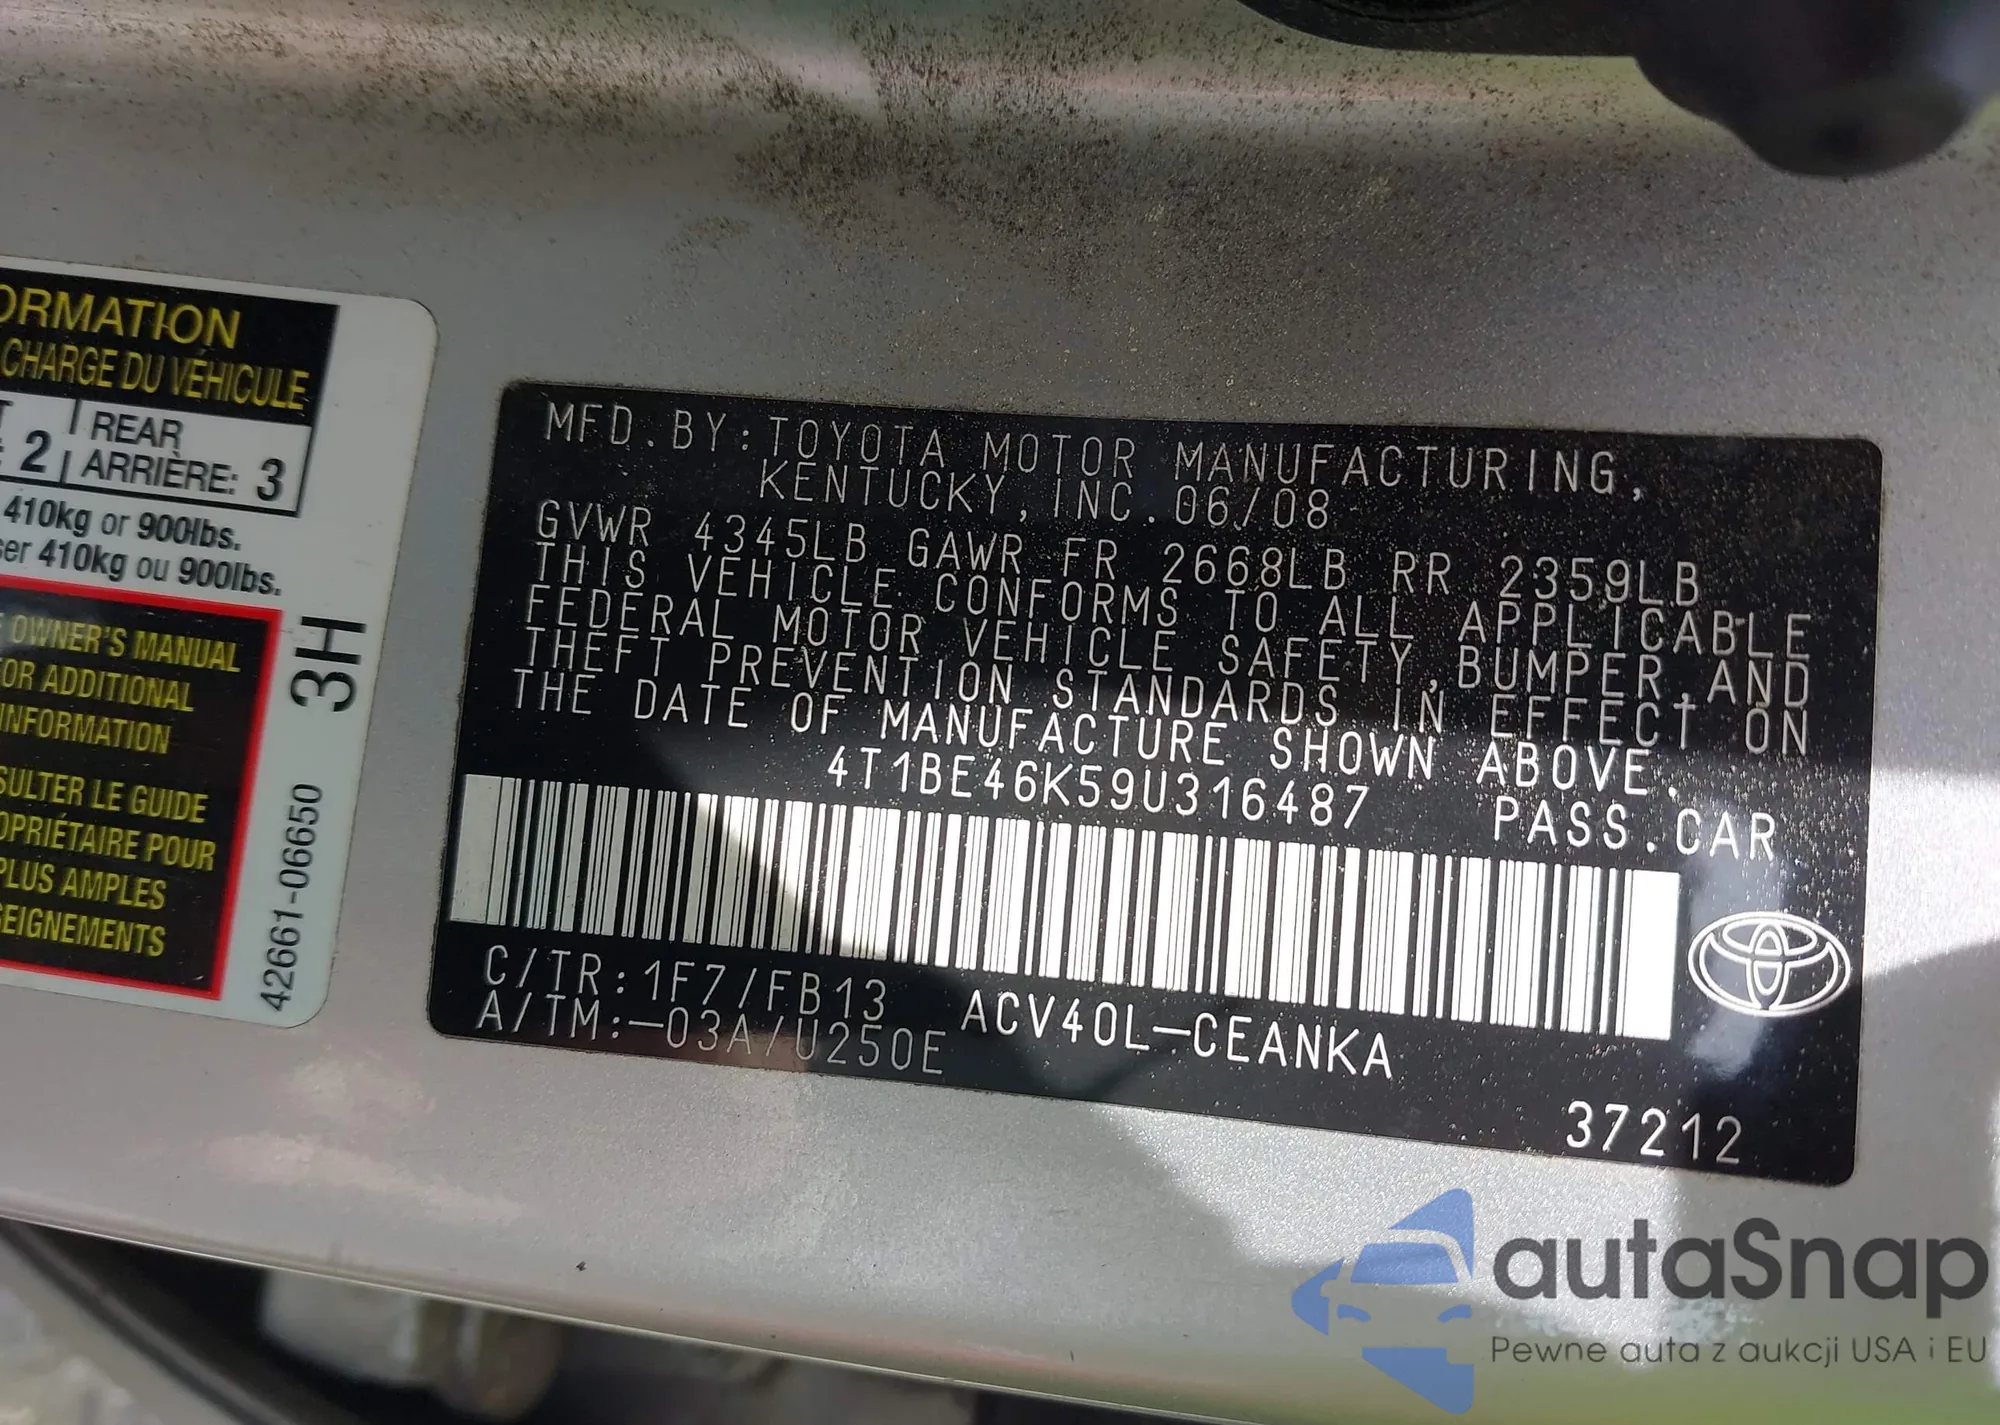 ORMATION
CHARGE DU VÉHICULE
2 | REAR
ARRIÈRE: 3
410kg or 900lbs.
ser 410kg ou 900lbs.
E OWNER'S MANUAL
FOR ADDITIONAL
INFORMATION
SULTER LE GUIDE
OPRIÉTAIRE POUR
PLUS AMPLES
SEIGNEMENTS
3H
42661-06650
MFD. BY: TOYOTA MOTOR MANUFACTURING,
KENTUCKY, INC. 06/08
GVWR 4345LB GAWR FR 2668LB RR 2359LB
THIS VEHICLE CONFORMS TO ALL APPLICABLE
FEDERAL MOTOR VEHICLE SAFETY, BUMPER, AND
THEFT PREVENTION STANDARDS IN EFFECT ON
THE DATE OF MANUFACTURE SHOWN ABOVE.
4T1BE46K59U316487 PASS. CAR
C/TR: 1F7/FB13 ACV40L-CEANKA
A/TM:-03A/U250E
37212
autaSnap
Pewne auta z aukcji USA i EU